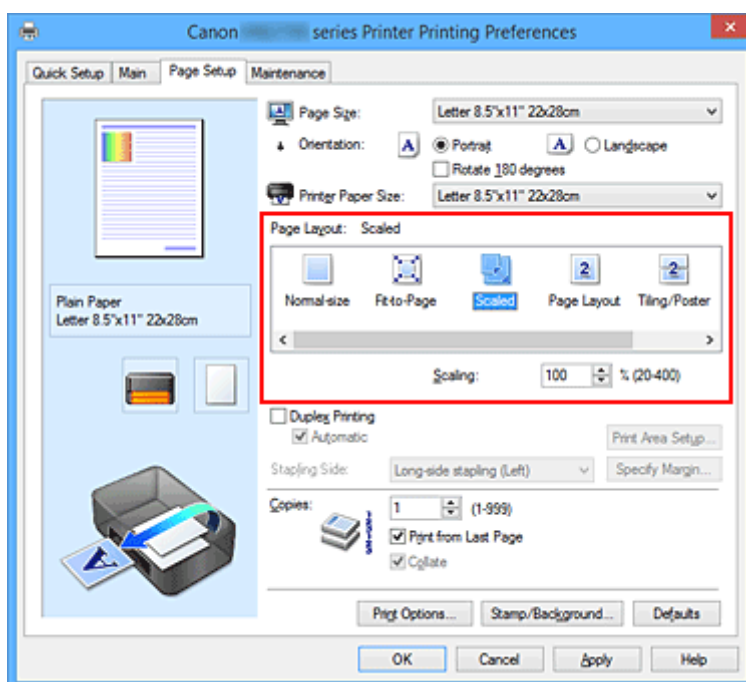 Canon series Printer Printing Preferences
Quick Setup Main Page Setup Maintenance
Page Size: Letter 8.5"x11" 22x28cm
Orientation: A Portrait A Landscape
Rotate 180 degrees
Printer Paper Size: Letter 8.5"x11" 22x28cm
Page Layout: Scaled
Normal-size Fit-to-Page Scaled Page Layout Tiling/Poster
Scaling: 100 % (20-400)
Plain Paper
Letter 8.5"x11" 22x28cm
Duplex Printing
Automatic Print Area Setup...
Stapling Side: Long-side stapling (Left) Specify Margin...
Copies: 1 (1-999)
Print from Last Page
Collate
Print Options... Stamp/Background... Defaults
OK Cancel Apply Help